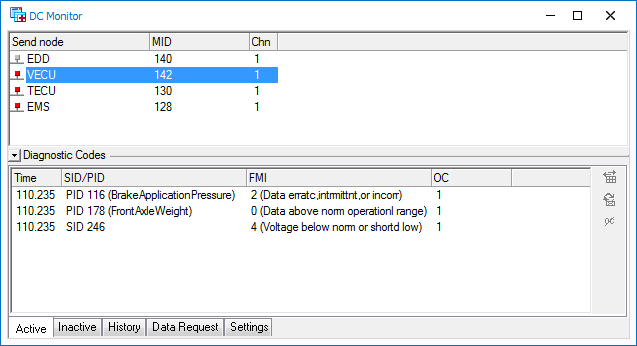 DC Monitor
Send node MID Chn
EDD 140 1
VECU 142 1
TECU 130 1
EMS 128 1
Diagnostic Codes
Time SID/PID FMI OC
110.235 PID 116 (BrakeApplicationPressure) 2 (Data erratc,intmittnt,or incorr) 1
110.235 PID 178 (FrontAxleWeight) 0 (Data above norm operationl range) 1
110.235 SID 246 4 (Voltage below norm or shortd low) 1
Active Inactive History Data Request Settings